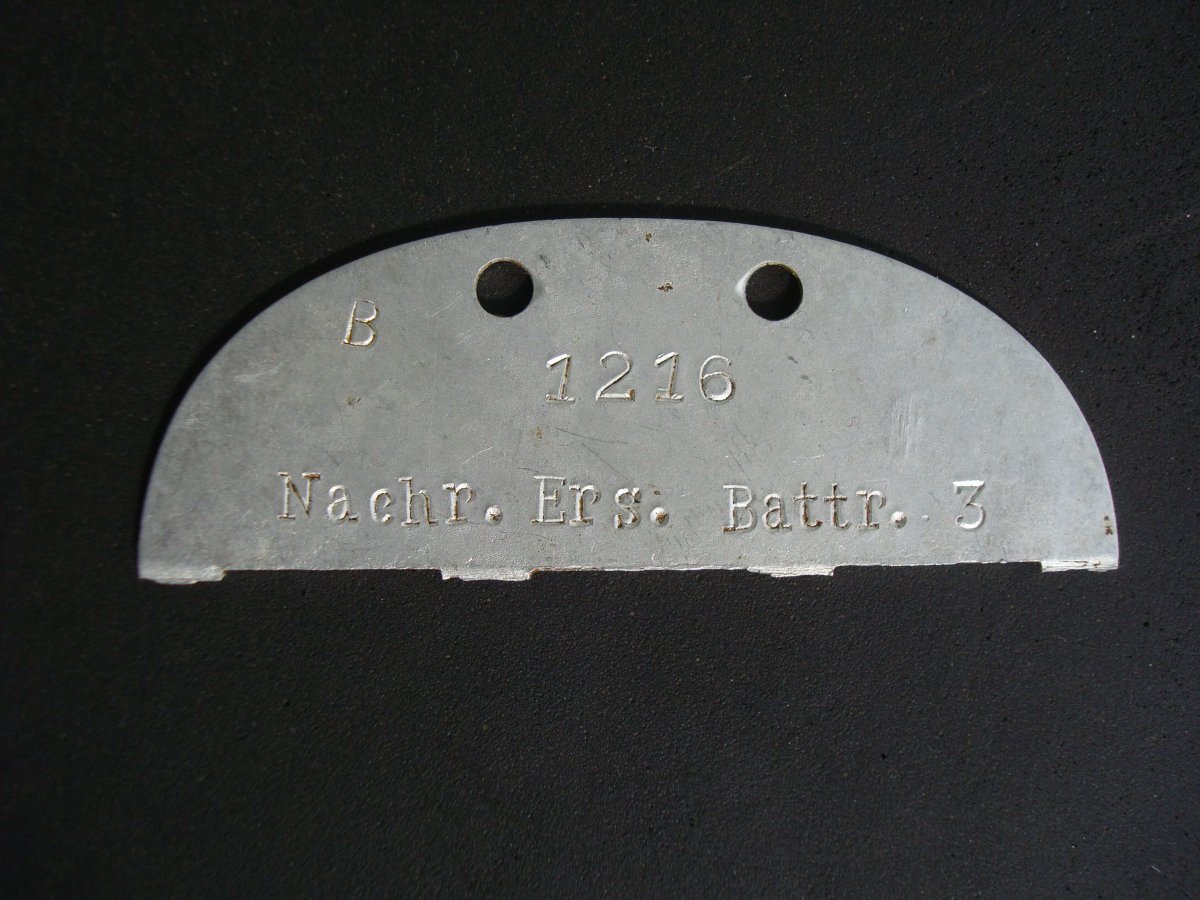 B
1216
Nachr. Ers. Battr. 3